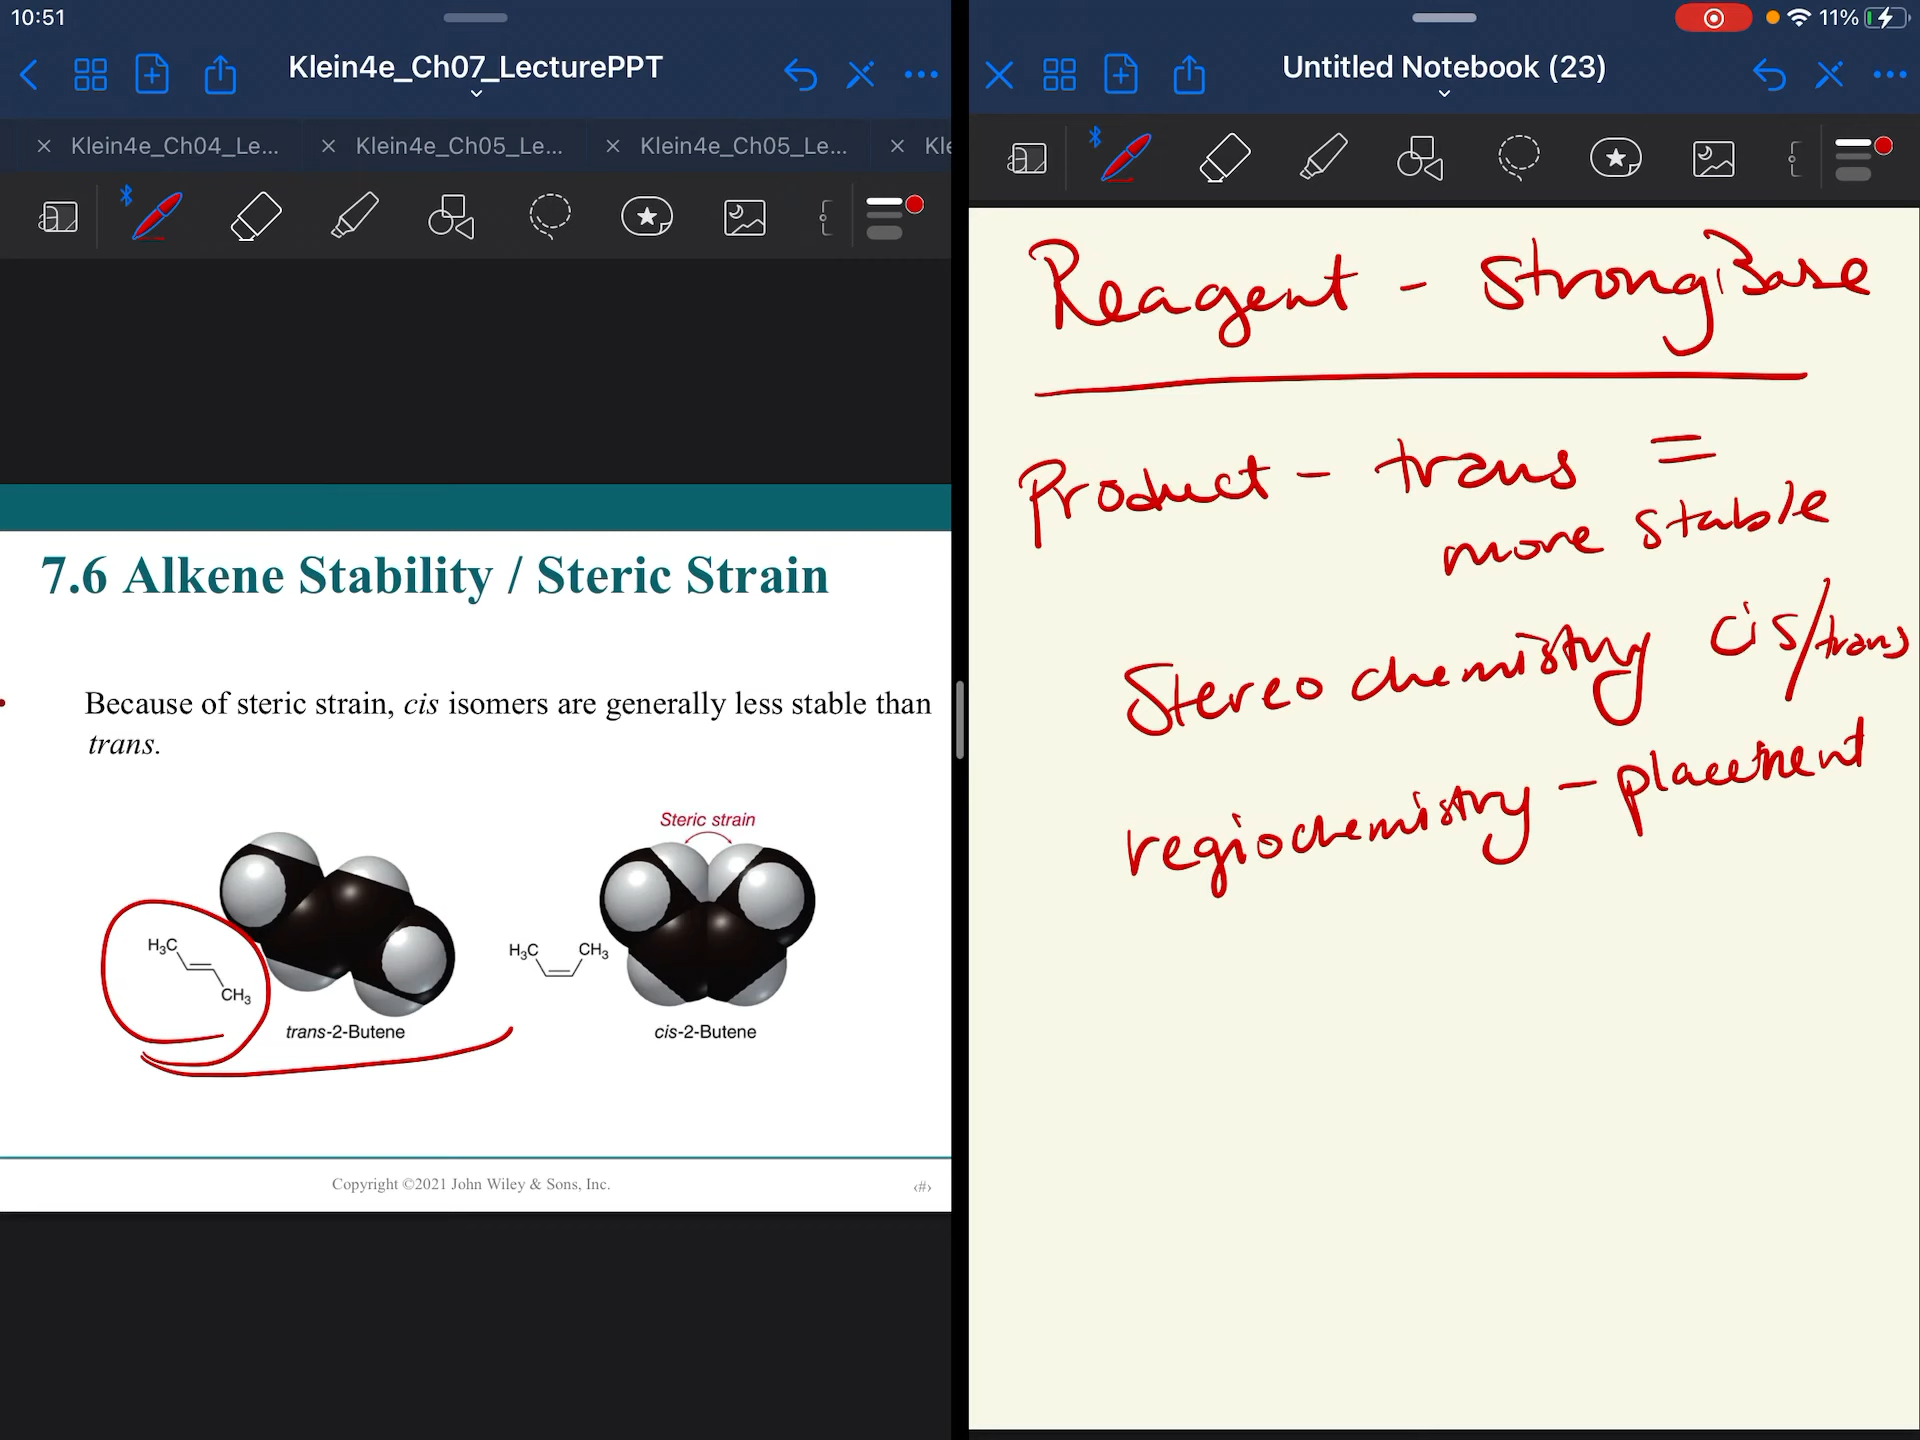 10:51
11%
Klein4e_Ch07_LecturePPT
Klein4e_Ch04_Le...
Klein4e_Ch05_Le...
Klein4e_Ch05_Le...
Kle
7.6 Alkene Stability / Steric Strain
Because of steric strain, cis isomers are generally less stable than
trans.
Steric strain
H₃C
CH₃
H₃C
CH₃
trans-2-Butene
cis-2-Butene
Copyright ©2021 John Wiley & Sons, Inc.
‹#›
Untitled Notebook (23)
Reagent - Strong Base
Product - trans =
more stable
Stereochemistry cis/trans
regiochemistry - placement